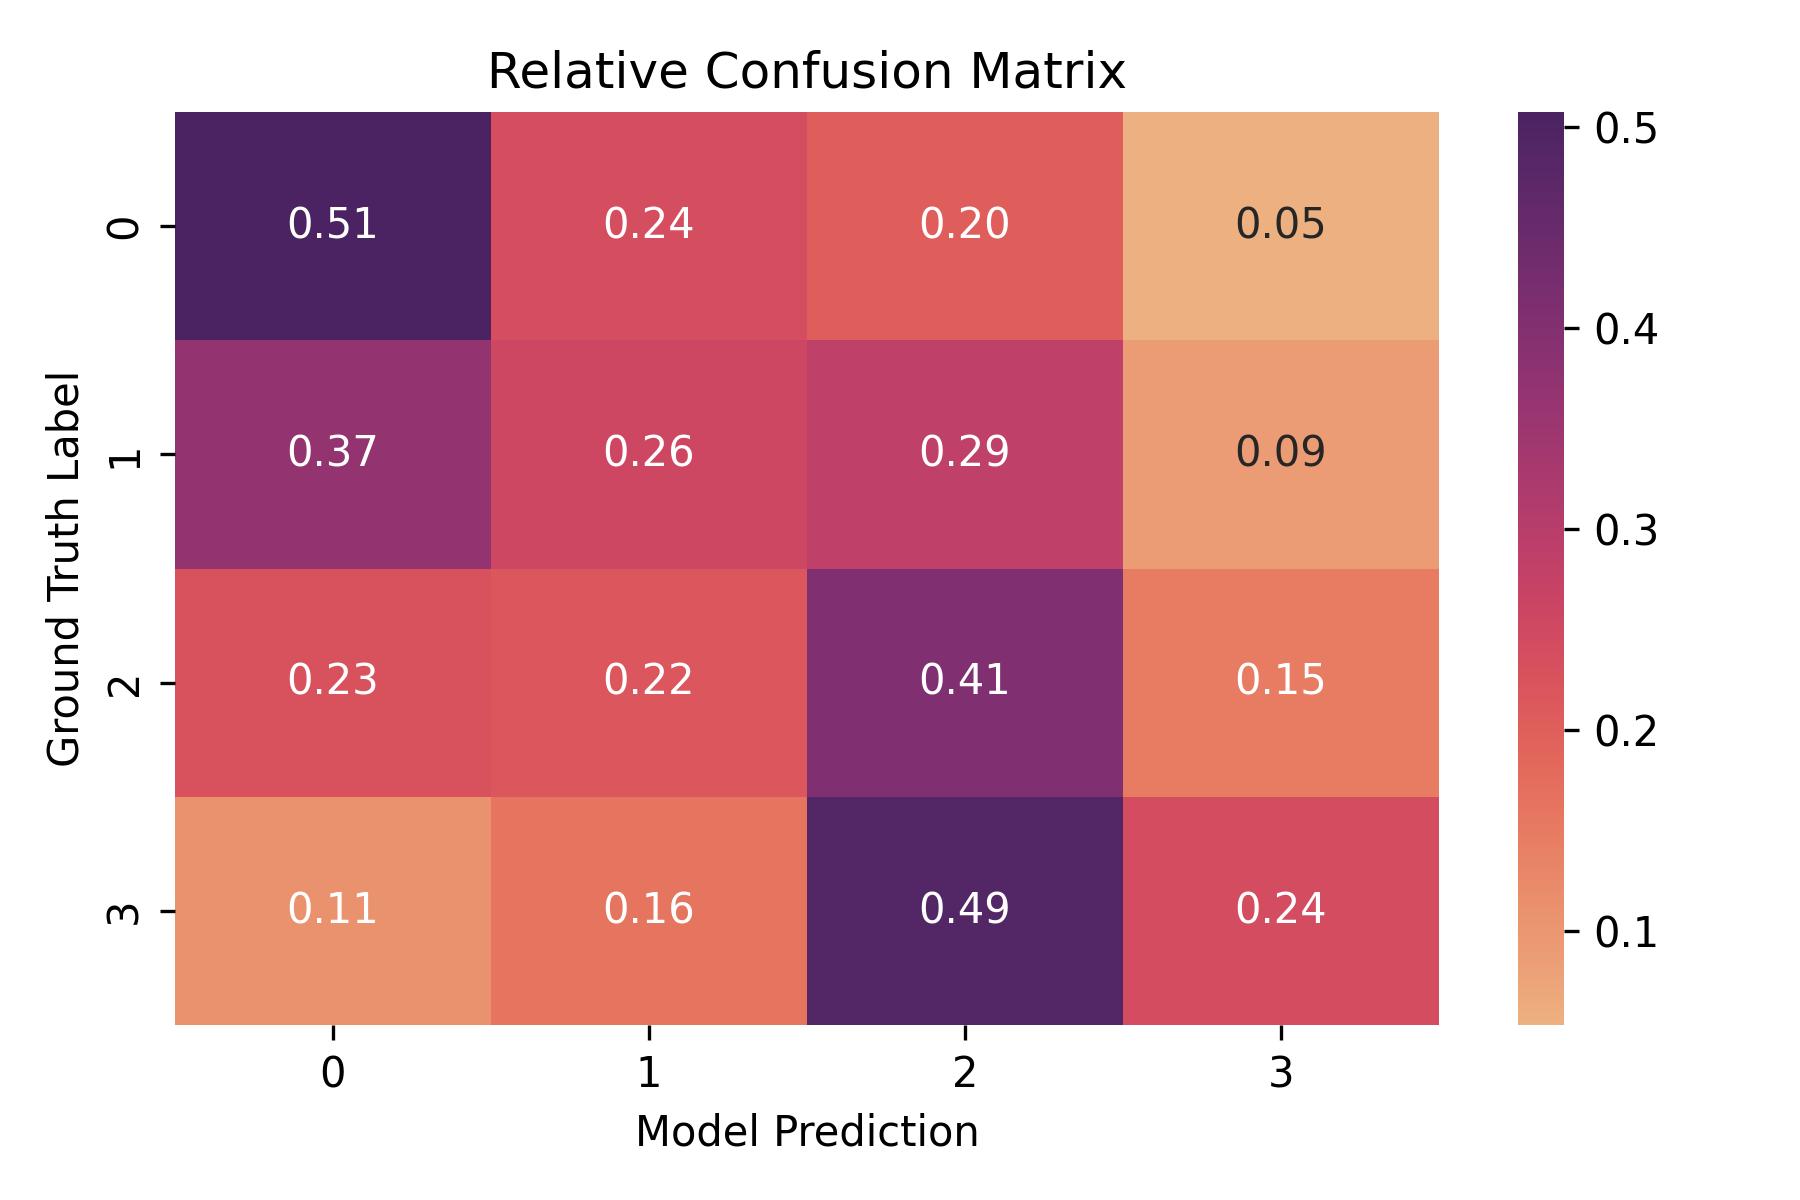 Relative Confusion Matrix
Ground Truth Label
0 0.51 0.24 0.20 0.05
1 0.37 0.26 0.29 0.09
2 0.23 0.22 0.41 0.15
3 0.11 0.16 0.49 0.24
0 1 2 3
Model Prediction
0.5
0.4
0.3
0.2
0.1